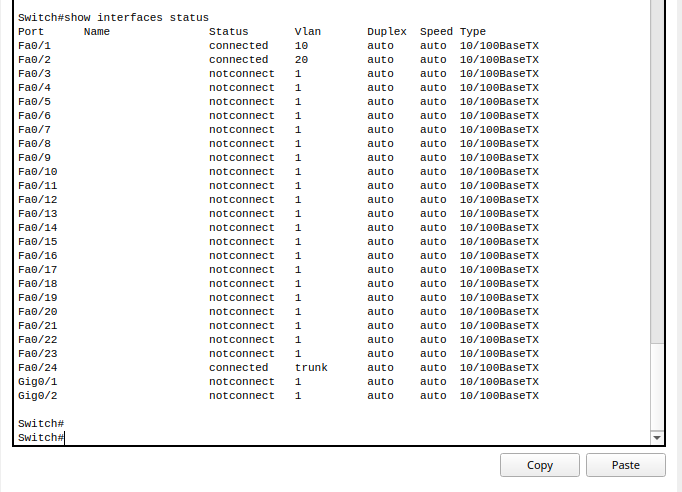 Switch#show interfaces status
Port      Name               Status       Vlan       Duplex  Speed Type
Fa0/1                        connected    10         auto    auto  10/100BaseTX
Fa0/2                        connected    20         auto    auto  10/100BaseTX
Fa0/3                        notconnect   1          auto    auto  10/100BaseTX
Fa0/4                        notconnect   1          auto    auto  10/100BaseTX
Fa0/5                        notconnect   1          auto    auto  10/100BaseTX
Fa0/6                        notconnect   1          auto    auto  10/100BaseTX
Fa0/7                        notconnect   1          auto    auto  10/100BaseTX
Fa0/8                        notconnect   1          auto    auto  10/100BaseTX
Fa0/9                        notconnect   1          auto    auto  10/100BaseTX
Fa0/10                       notconnect   1          auto    auto  10/100BaseTX
Fa0/11                       notconnect   1          auto    auto  10/100BaseTX
Fa0/12                       notconnect   1          auto    auto  10/100BaseTX
Fa0/13                       notconnect   1          auto    auto  10/100BaseTX
Fa0/14                       notconnect   1          auto    auto  10/100BaseTX
Fa0/15                       notconnect   1          auto    auto  10/100BaseTX
Fa0/16                       notconnect   1          auto    auto  10/100BaseTX
Fa0/17                       notconnect   1          auto    auto  10/100BaseTX
Fa0/18                       notconnect   1          auto    auto  10/100BaseTX
Fa0/19                       notconnect   1          auto    auto  10/100BaseTX
Fa0/20                       notconnect   1          auto    auto  10/100BaseTX
Fa0/21                       notconnect   1          auto    auto  10/100BaseTX
Fa0/22                       notconnect   1          auto    auto  10/100BaseTX
Fa0/23                       notconnect   1          auto    auto  10/100BaseTX
Fa0/24                       connected    trunk      auto    auto  10/100BaseTX
Gig0/1                       notconnect   1          auto    auto  10/100BaseTX
Gig0/2                       notconnect   1          auto    auto  10/100BaseTX
Switch#
Switch#
Copy Paste